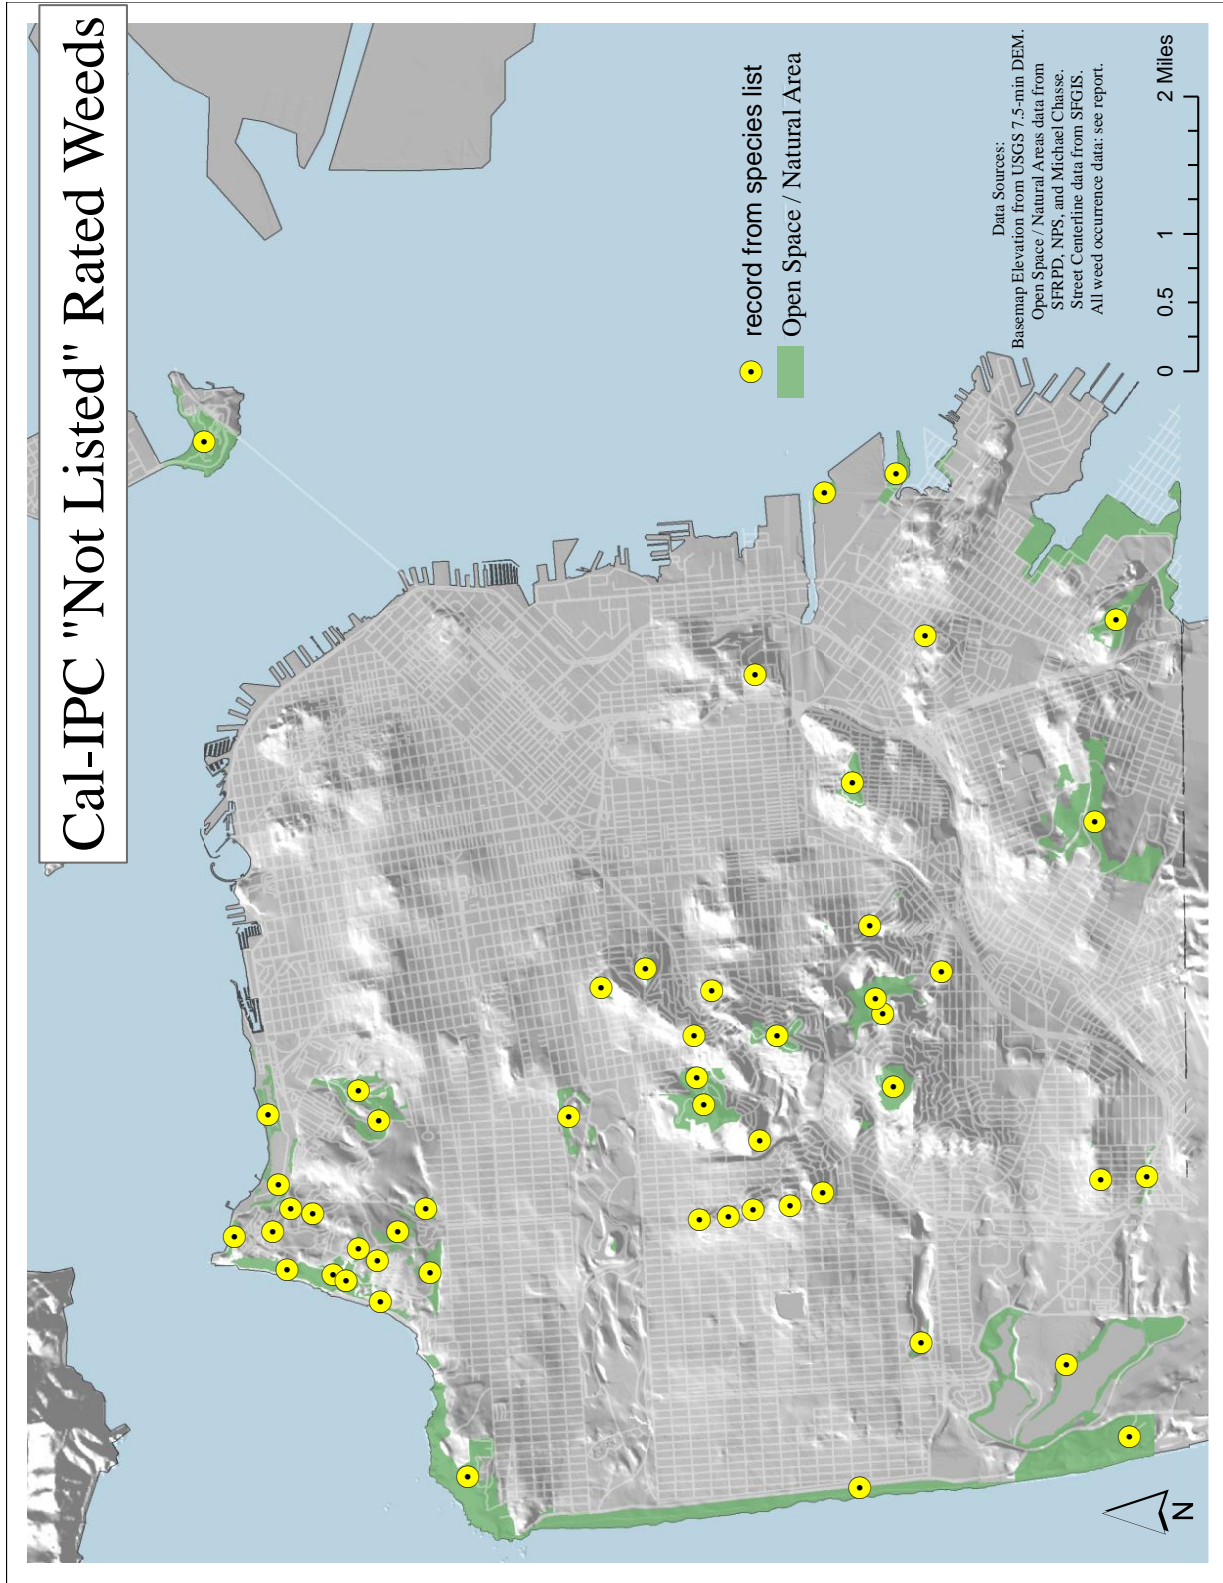 Cal-IPC "Not Listed" Rated Weeds
record from species list
Open Space / Natural Area
Data Sources:
Basemap Elevation from USGS 7.5-min DEM.
Open Space / Natural Areas data from
SFRPD, NPS, and Michael Chasse.
Street Centerline data from SFGIS.
All weed occurrence data: see report.
0 0.5 1 2 Miles
N